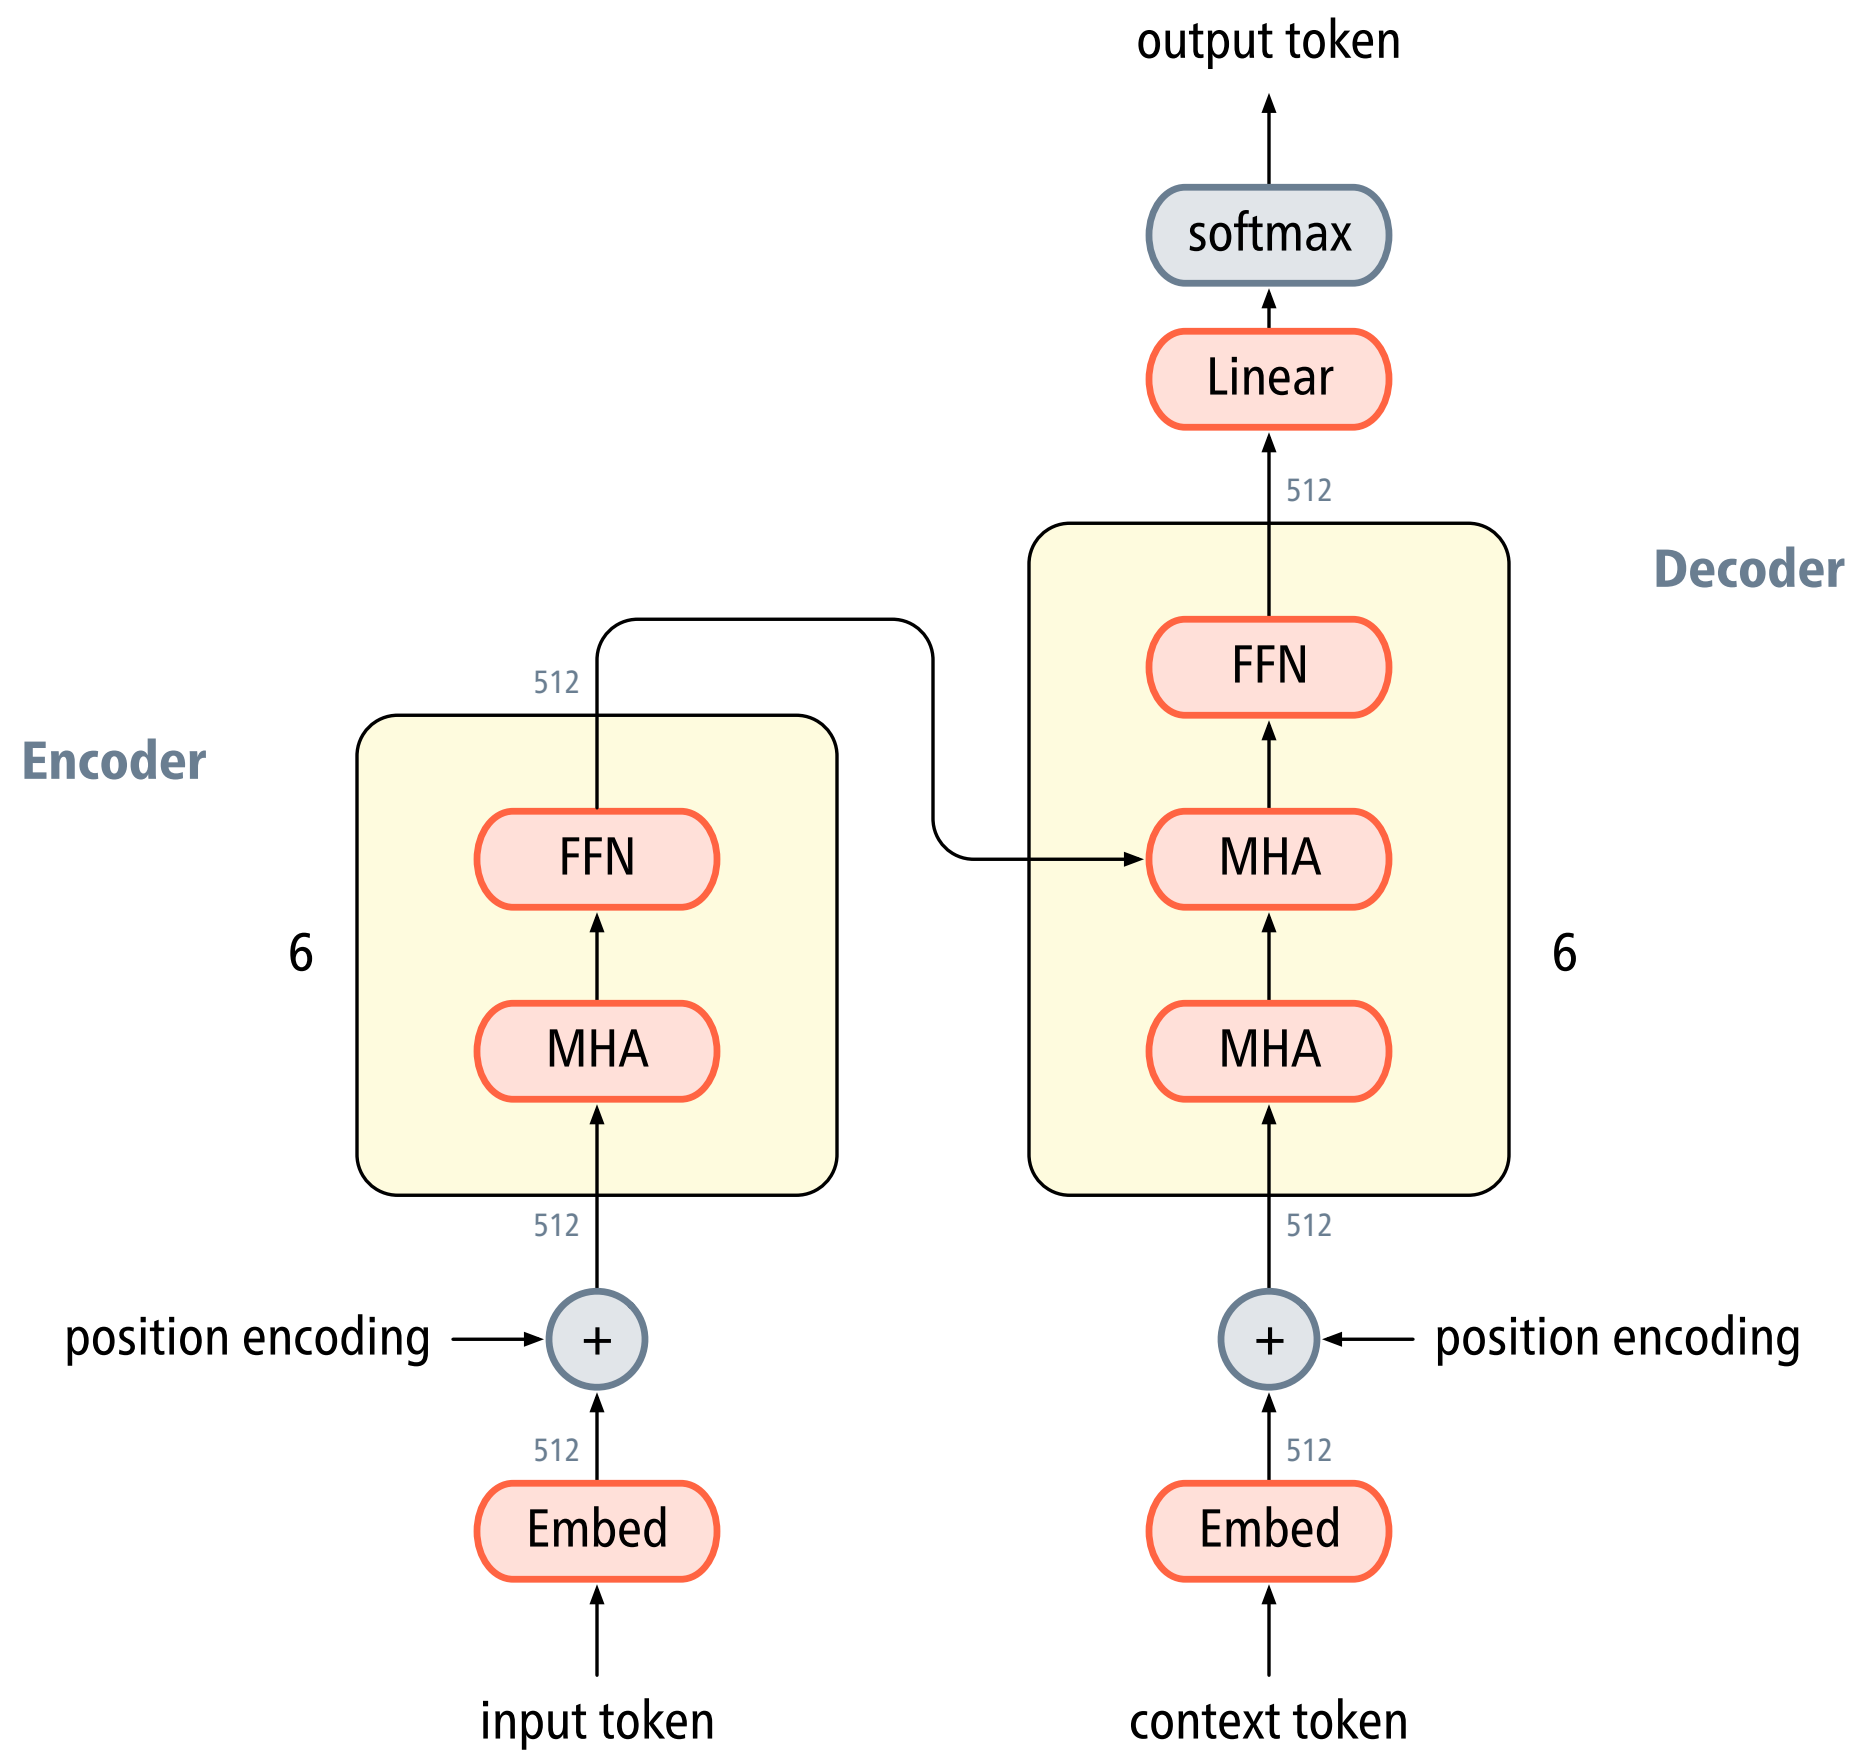 output token
softmax
Linear
512
Decoder
FFN
512
Encoder
FFN
MHA
6
6
MHA
MHA
512
512
position encoding
+
+
position encoding
512
512
Embed
Embed
input token
context token